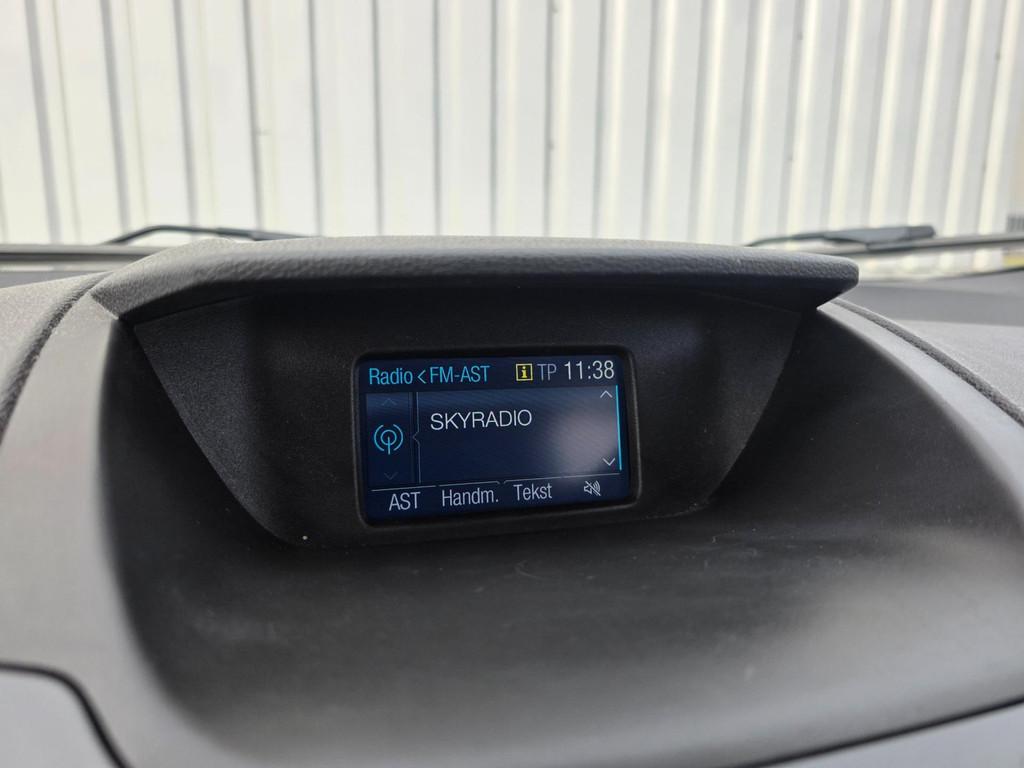 Radio < FM-AST i TP 11:38
SKYRADIO
AST Handm. Tekst